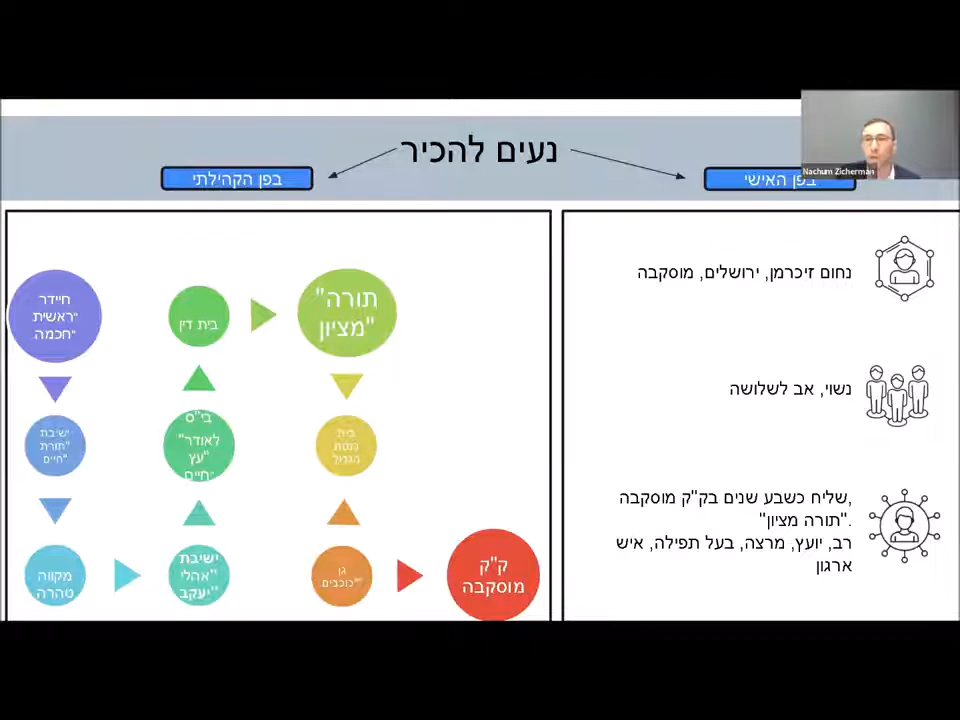 נעים להכיר
בפן האישי
Nachum Zicherman
נחום זיכרמן, ירושלים, מוסקבה
נשוי, אב לשלושה
שליח כשבע שנים בק"ק מוסקבה,
"תורה מציון".
רב, יועץ, מרצה, בעל תפילה, איש
ארגון
בפן הקהילתי
חיידר
"ראשית
חכמה"
ישיבת
"תורת
חיים"
מקווה
טהרה
ישיבת
"אהלי
יעקב"
בי"ס
לאודר"
"עץ
חיים"
בית דין
תורה"
"מציון
בית
כנסת
הגדול
גן
"כוכבים"
ק"ק
מוסקבה